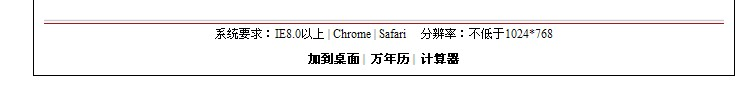 系统要求：IE8.0以上 | Chrome | Safari 分辨率：不低于1024*768
加到桌面 | 万年历 | 计算器